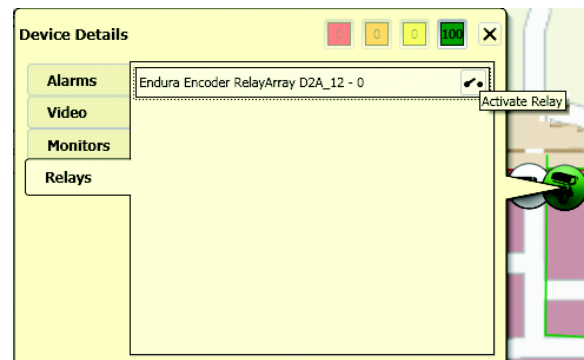 Device Details
0 0 0 100
Alarms
Endura Encoder RelayArray D2A_12 - 0
Activate Relay
Video
Monitors
Relays